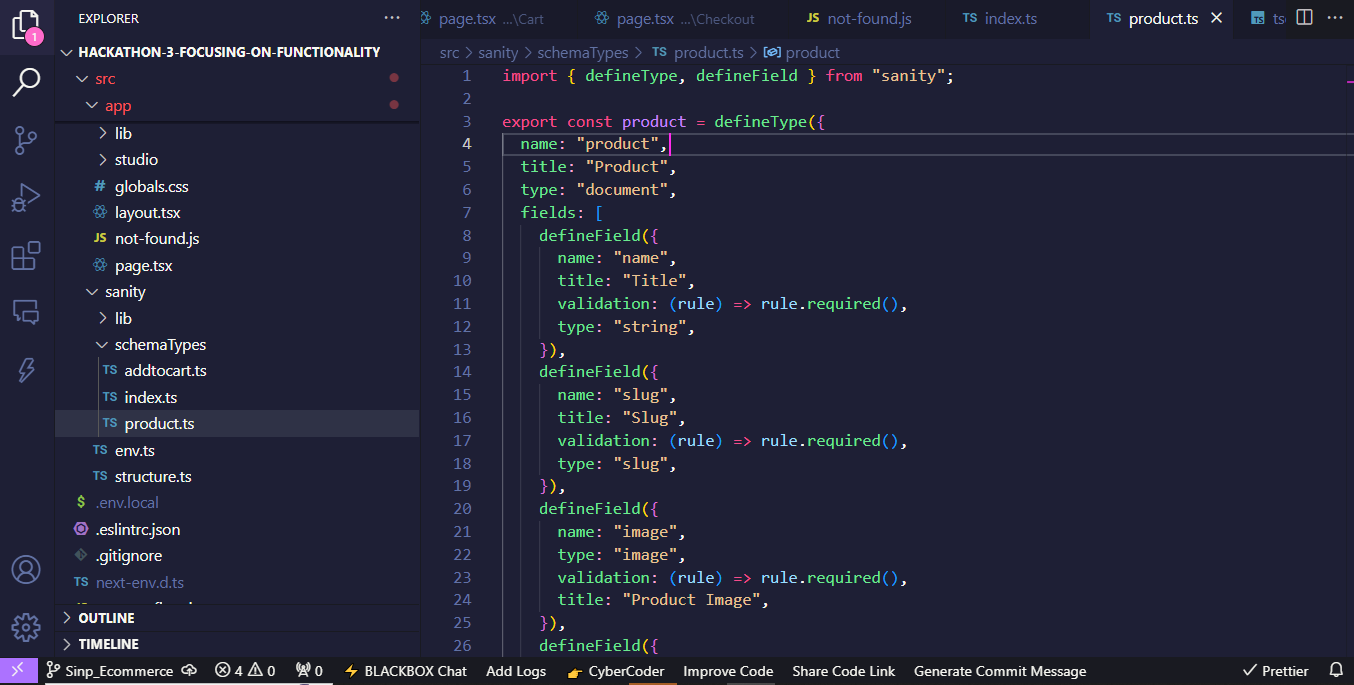 EXPLORER
HACKATHON-3-FOCUSING-ON-FUNCTIONALITY
src
app
lib
studio
# globals.css
layout.tsx
JS not-found.js
page.tsx
sanity
lib
schemaTypes
TS addtocart.ts
TS index.ts
TS product.ts
TS env.ts
TS structure.ts
$ .env.local
.eslintrc.json
.gitignore
TS next-env.d.ts
OUTLINE
TIMELINE
1
page.tsx ...\Cart
page.tsx ...\Checkout
JS not-found.js
TS index.ts
TS product.ts
TS
src > sanity > schemaTypes > TS product.ts > product
1 import { defineType, defineField } from "sanity";
2
3 export const product = defineType({
4 name: "product",
5 title: "Product",
6 type: "document",
7 fields: [
8 defineField({
9 name: "name",
10 title: "Title",
11 validation: (rule) => rule.required(),
12 type: "string",
13 }),
14 defineField({
15 name: "slug",
16 title: "Slug",
17 validation: (rule) => rule.required(),
18 type: "slug",
19 }),
20 defineField({
21 name: "image",
22 type: "image",
23 validation: (rule) => rule.required(),
24 title: "Product Image",
25 }),
26 defineField({
Sinp_Ecommerce 4 0 0 BLACKBOX Chat Add Logs CyberCoder Improve Code Share Code Link Generate Commit Message Prettier